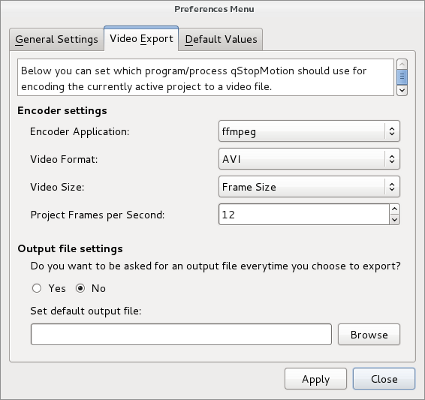 Preferences Menu
General Settings
Video Export
Default Values
Below you can set which program/process qStopMotion should use for
encoding the currently active project to a video file.
Encoder settings
Encoder Application:
ffmpeg
Video Format:
AVI
Video Size:
Frame Size
Project Frames per Second:
12
Output file settings
Do you want to be asked for an output file everytime you choose to export?
Yes
No
Set default output file:
Browse
Apply
Close